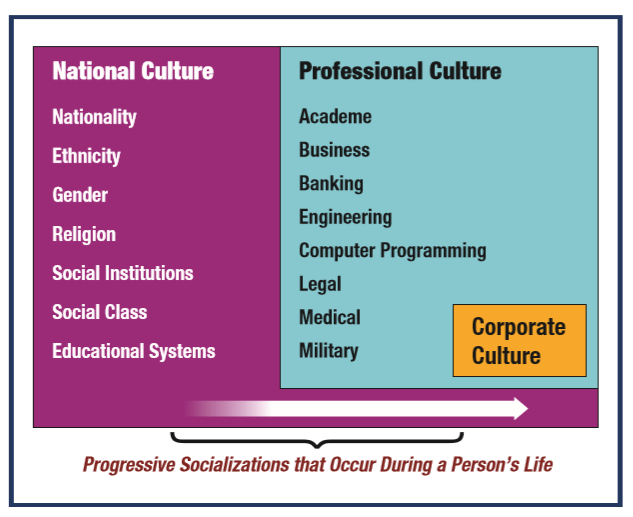 National Culture
Nationality
Ethnicity
Gender
Religion
Social Institutions
Social Class
Educational Systems
Professional Culture
Academe
Business
Banking
Engineering
Computer Programming
Legal
Medical
Military
Corporate
Culture
Progressive Socializations that Occur During a Person's Life